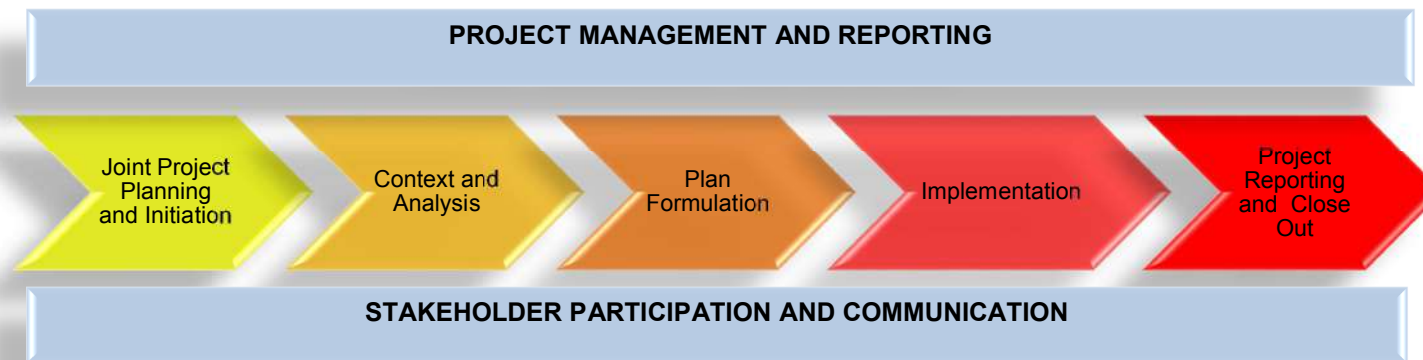 PROJECT MANAGEMENT AND REPORTING
Joint Project
Planning
and Initiation
Context and
Analysis
Plan
Formulation
Implementation
Project
Reporting
and Close
Out
STAKEHOLDER PARTICIPATION AND COMMUNICATION